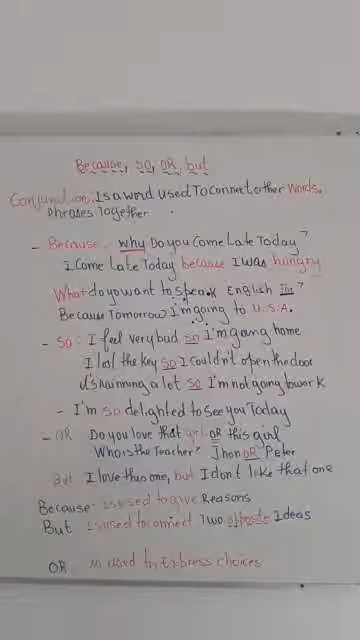 Because, so, OR, but
Conjunction. Is a word used To connet other words,
phrases Together.
- Because. - why Do you Come Late Today?
I Come Late Today because I was hungry
What do you want to speak English for?
Because Tomorrow I'm going to U.S.A.
- SO: I feel very bad so I'm going home
I lost the key so I couldn't open the door
it's rainning a lot so I'm not going to work
- I'm so delighted to see you Today
- OR Do you love that girl OR this girl
Who is the Teacher? Jhon OR Peter
But I love this one, but I don't like that one
Because is used to give Reasons
But is used to connect Two opposite Ideas
OR is used to Exbress choices